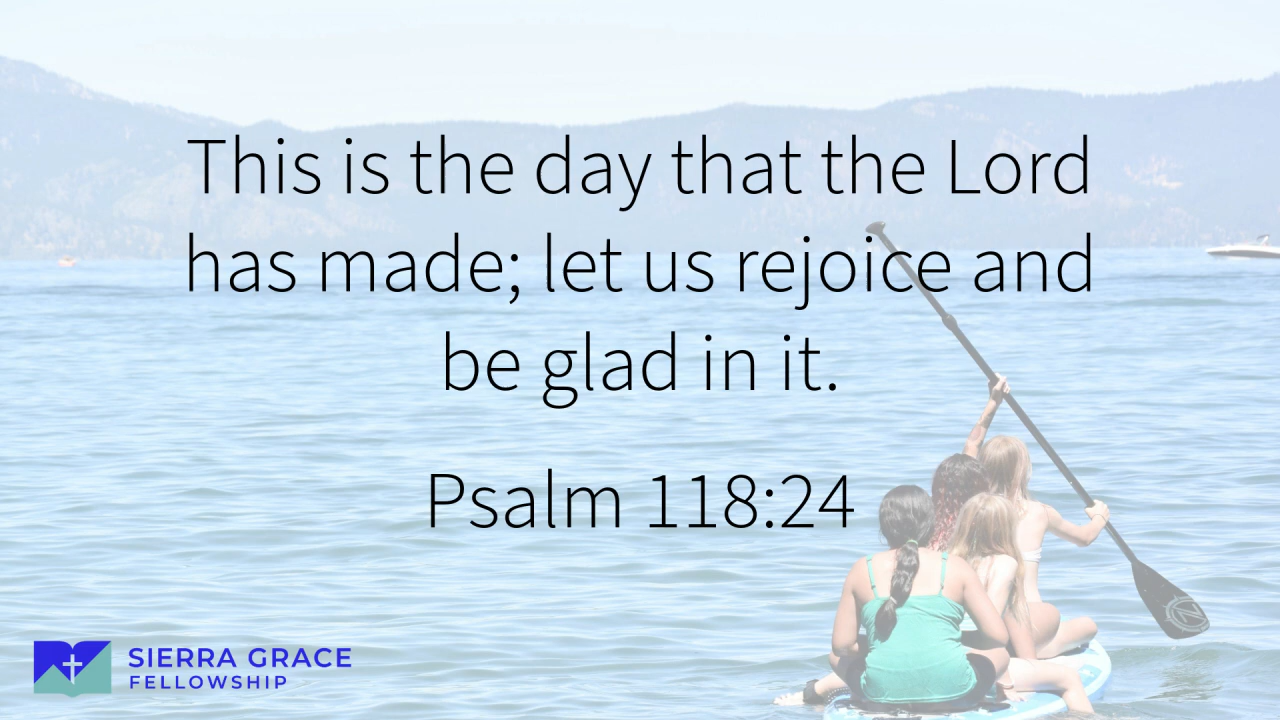 This is the day that the Lord
has made; let us rejoice and
be glad in it.
Psalm 118:24
SIERRA GRACE
FELLOWSHIP